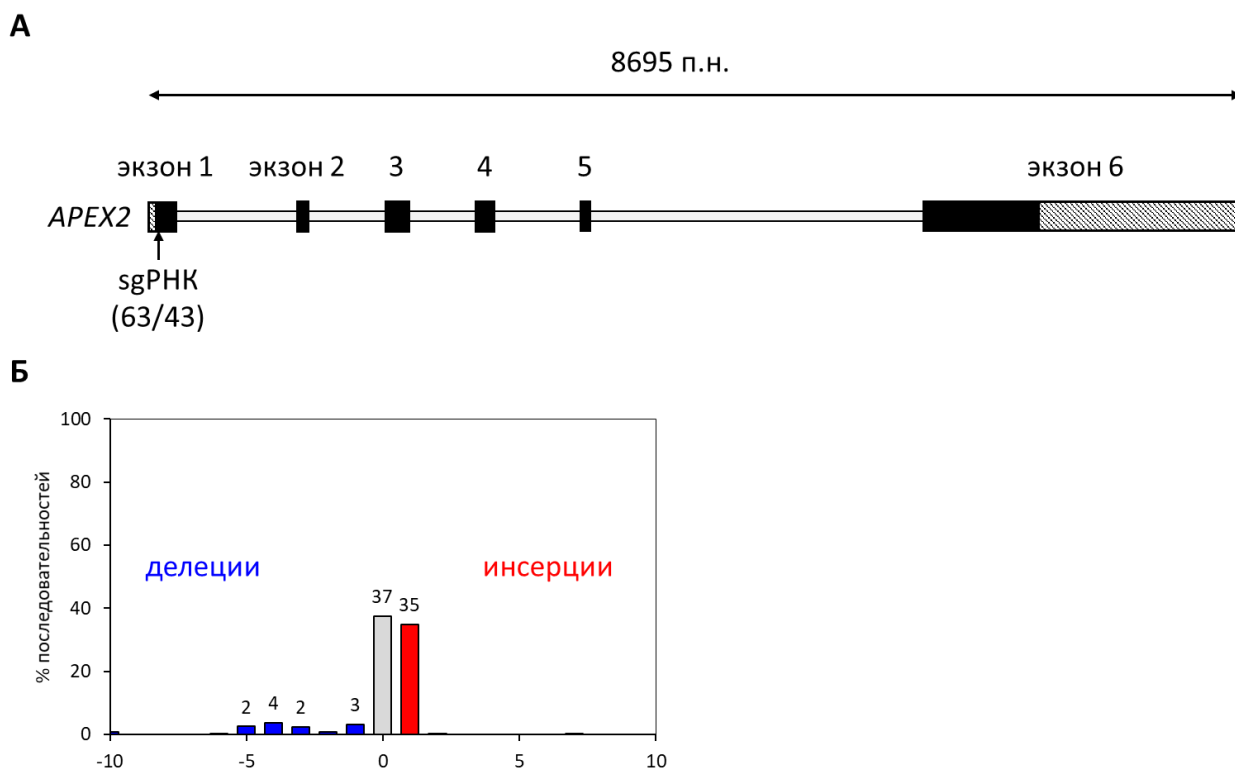 А
8695 п.н.
экзон 1 экзон 2 3 4 5 экзон 6
APEX2
sgРНК
(63/43)
Б
% последовательностей
100
80
60
40
20
0
делеции
инсерции
2 4 2 3 37 35
-10 -5 0 5 10